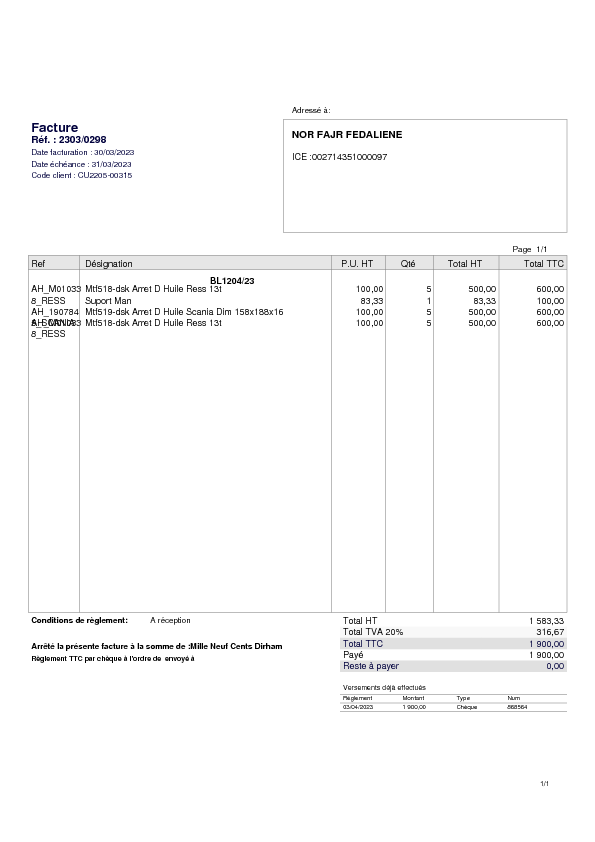 Adressé à:
Facture
Réf. : 2303/0298
Date facturation : 30/03/2023
Date échéance : 31/03/2023
Code client : CU2205-00315
NOR FAJR FEDALIENE
ICE :002714351000097
Page 1/1
Ref Désignation P.U. HT Qté Total HT Total TTC
BL1204/23
AH_M01033 Mtf518-dsk Arret D Huile Ress 13t 100,00 5 500,00 600,00
8_RESS Suport Man 83,33 1 83,33 100,00
AH_190784 Mtf519-dsk Arret D Huile Scania Dim 158x188x16 100,00 5 500,00 600,00
Mtf518-dsk Arret D Huile Ress 13t 100,00 5 500,00 600,00
8_RESS
Conditions de règlement: A réception
Total HT 1 583,33
Total TVA 20% 316,67
Total TTC 1 900,00
Arrêté la présente facture à la somme de :Mille Neuf Cents Dirham
Payé 1 900,00
Règlement TTC par chèque à l'ordre de envoyé à
Reste à payer 0,00
Versements déjà effectués
Règlement Montant Type Num
03/04/2023 1 900,00 Chèque 868564
1/1